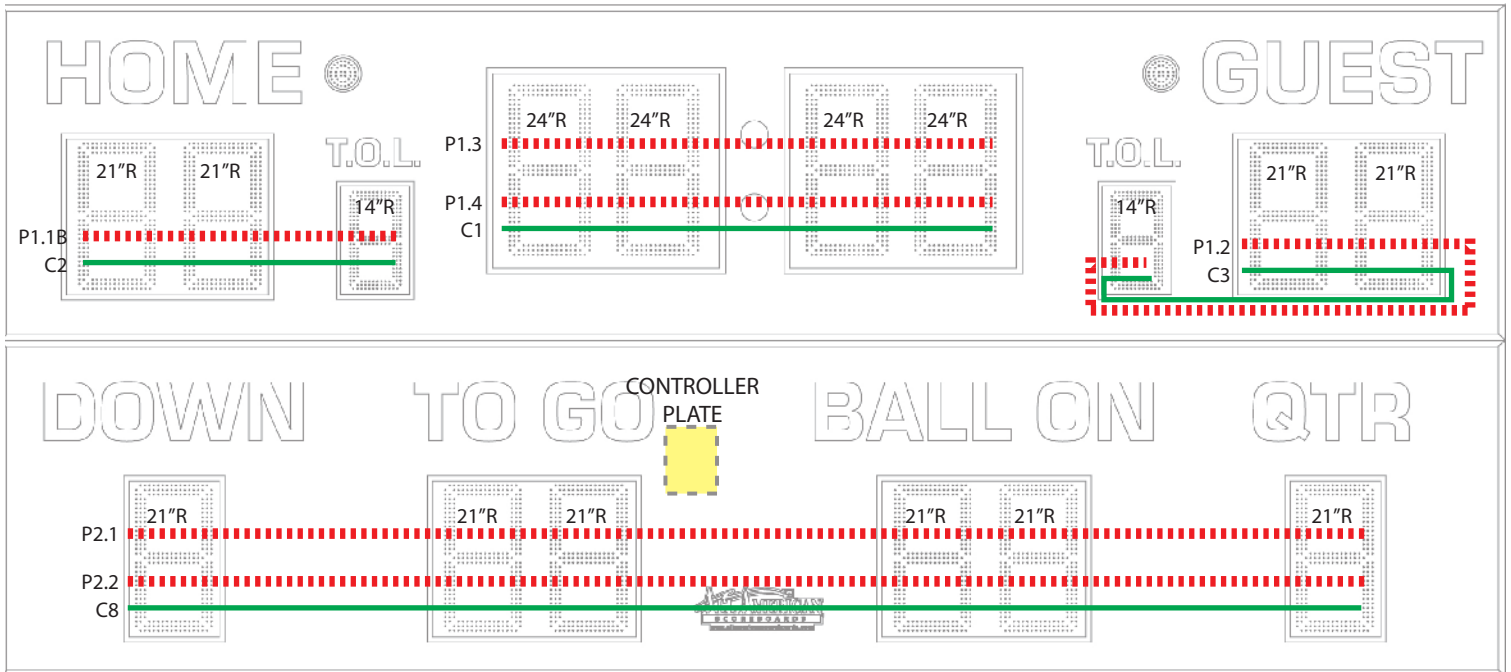 HOME
GUEST
24”R 24”R 24”R 24”R
P1.3
T.O.L.
T.O.L.
21”R 21”R
21”R 21”R
14”R
P1.4
14”R
C1
P1.1B
P1.2
C2
C3
DOWN TO GO BALL ON QTR
CONTROLLER
PLATE
21”R 21”R 21”R 21”R 21”R 21”R
P2.1
P2.2
C8
SCOREBOARDS